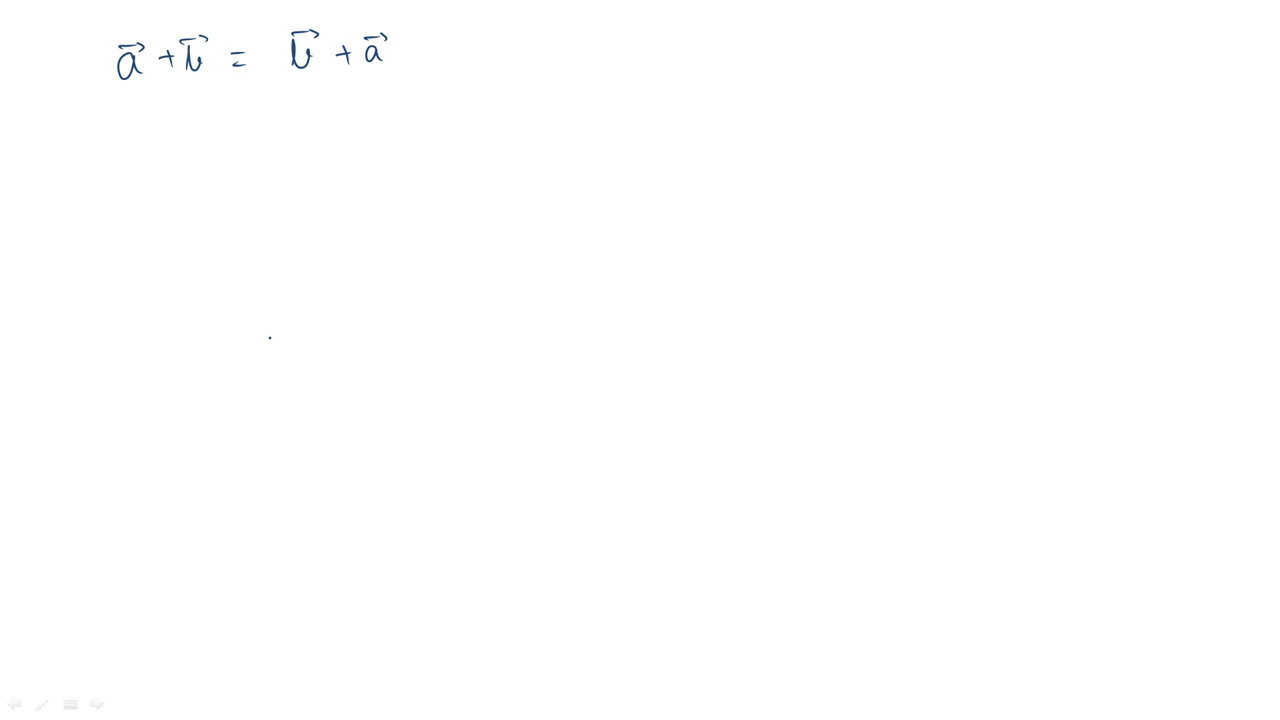 a⃗ + b⃗ = b⃗ + a⃗